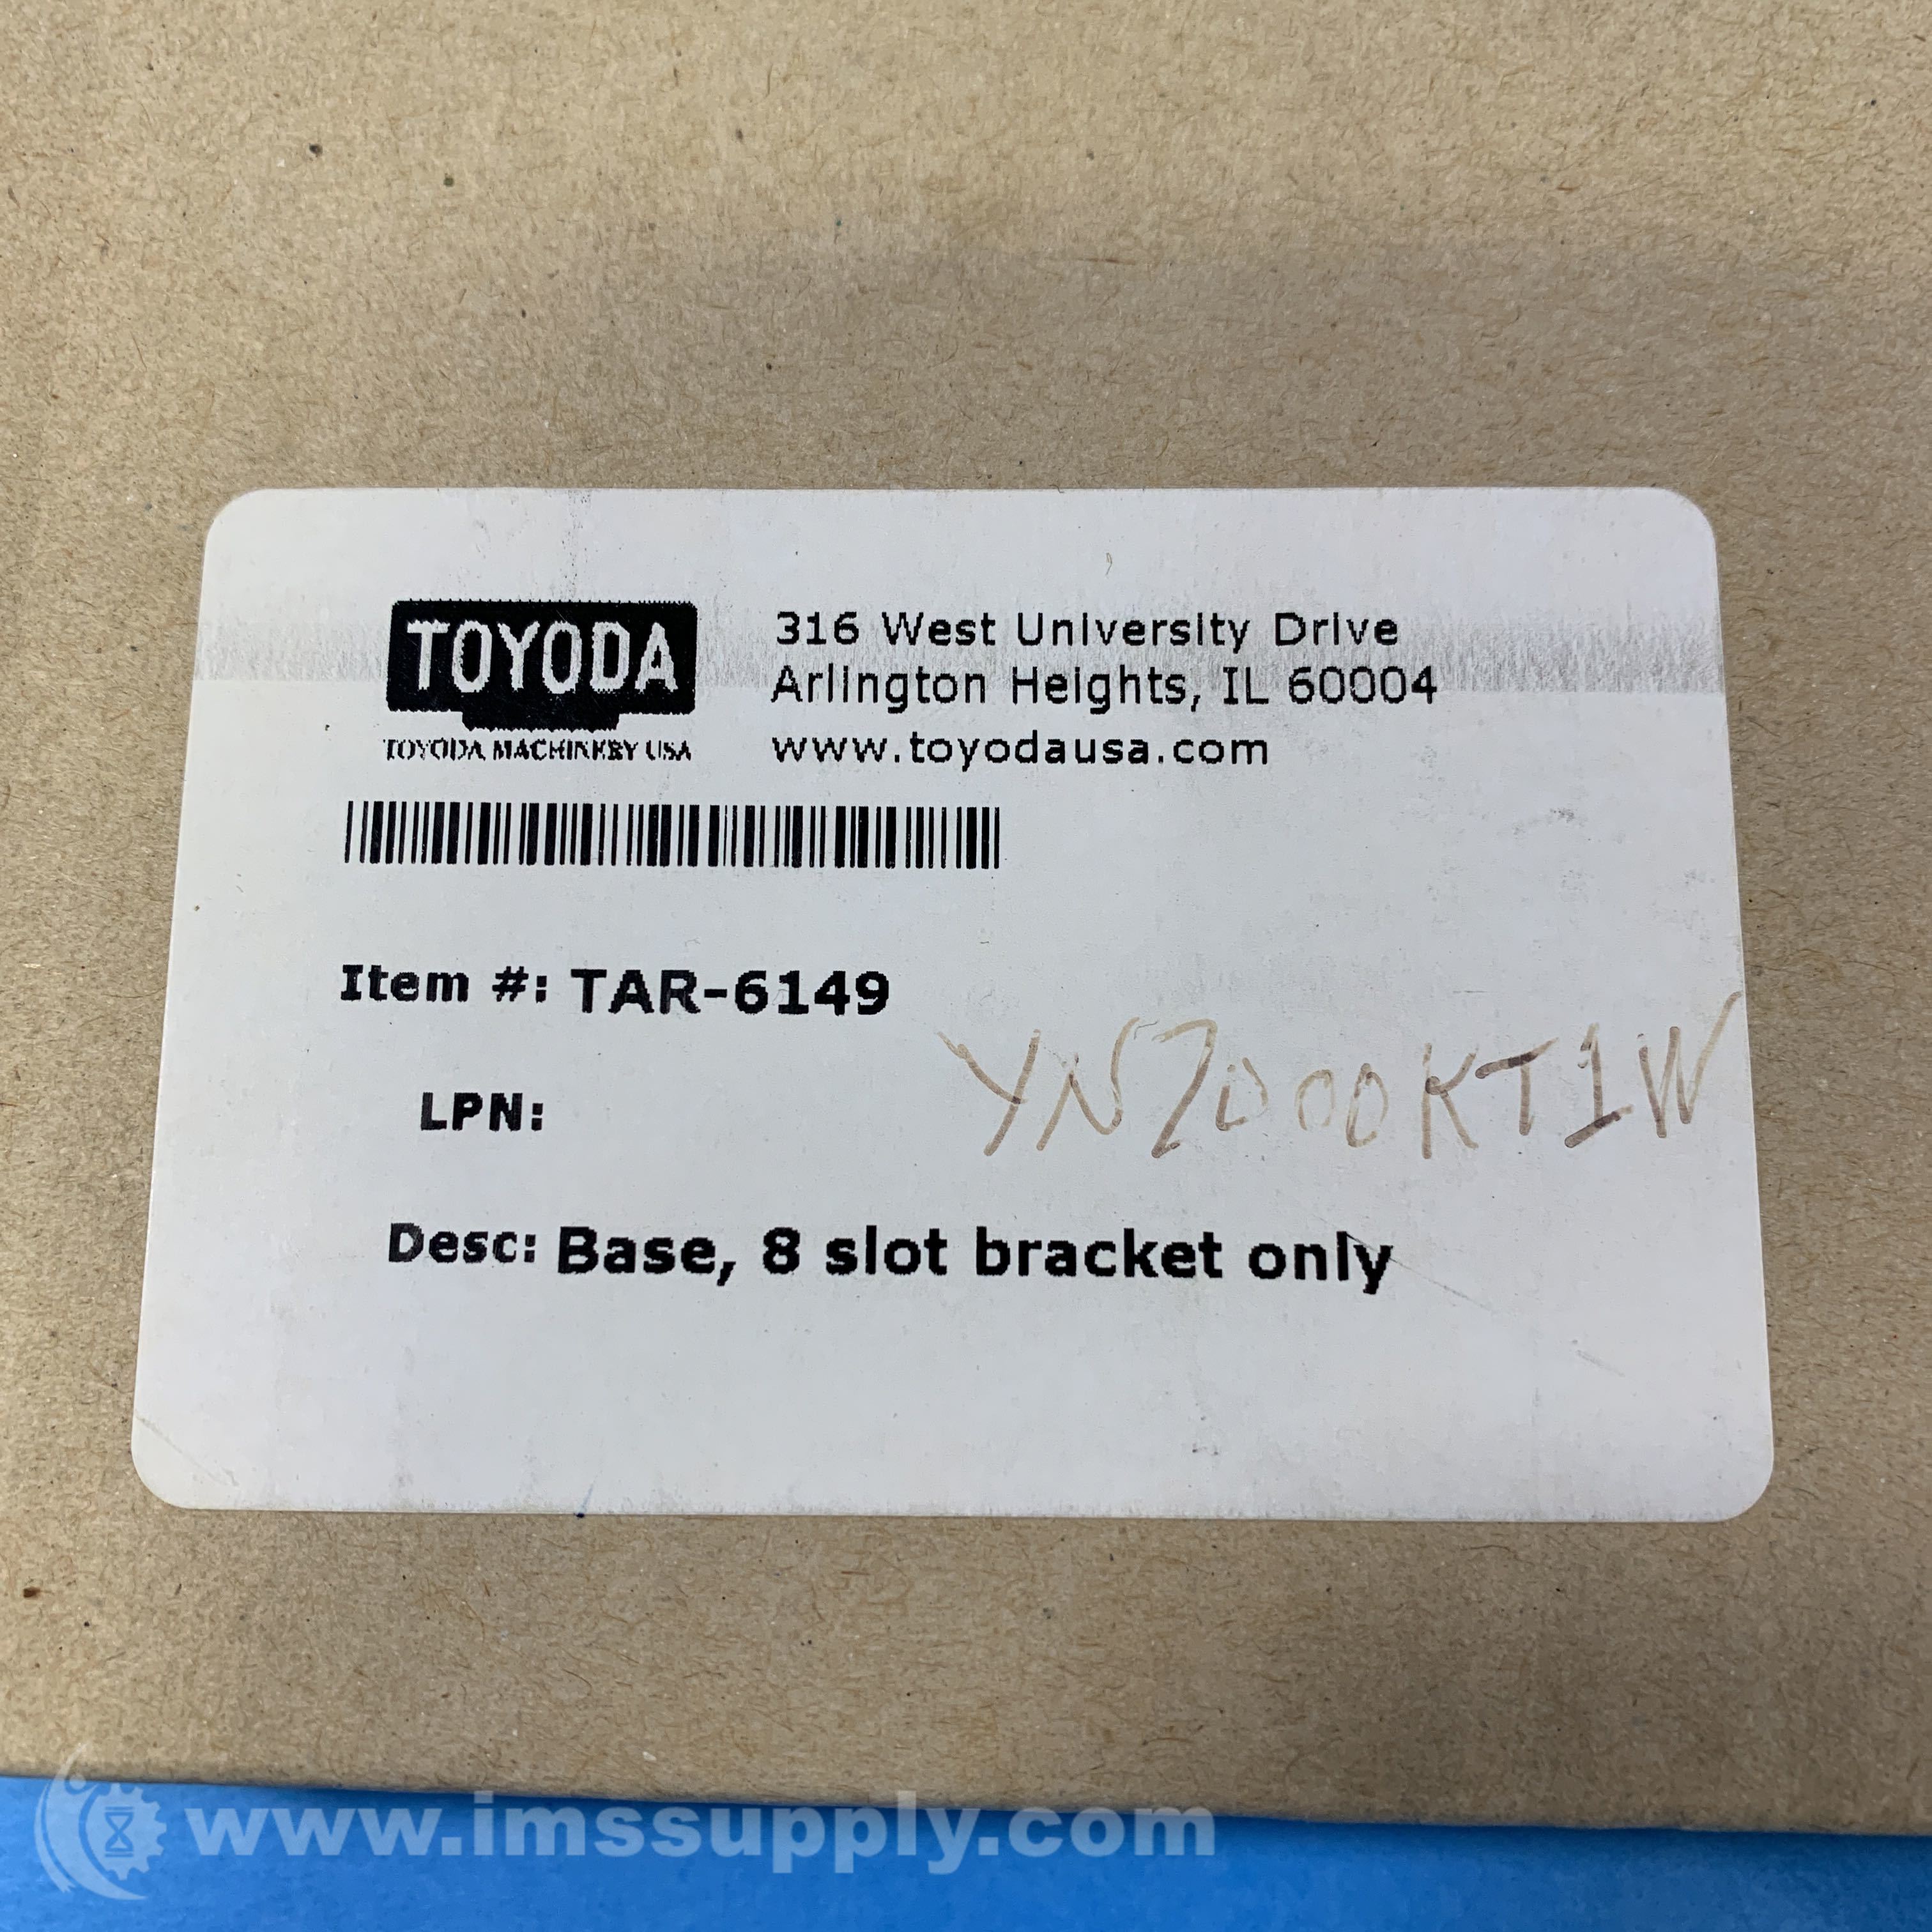 TOYODA
TOYODA MACHINERY USA
316 West University Drive
Arlington Heights, IL 60004
www.toyodausa.com
Item #: TAR-6149
YN7000KT1W
LPN:
Desc: Base, 8 slot bracket only
www.imssupply.com